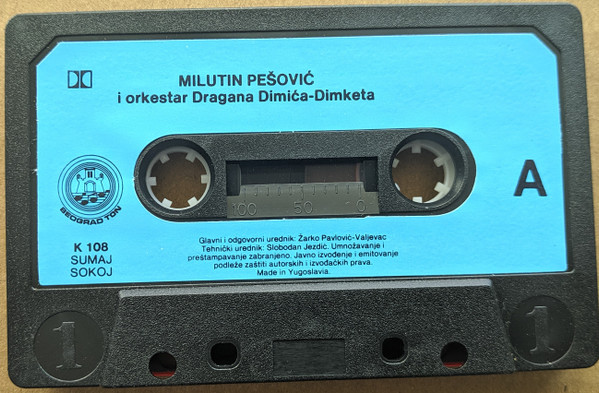 MILUTIN PEŠOVIĆ
i orkestar Dragana Dimića-Dimketa
BEOGRAD TON
A
K 108
SUMAJ
SOKOJ
100 50 0
Glavni i odgovorni urednik: Žarko Pavlović-Valjevac
Tehnički urednik: Slobodan Jezdić. Umnožavanje i
preštampavanje zabranjeno. Javno izvođenje i emitovanje
podleže zaštiti autorskih i izvođačkih prava.
Made in Yugoslavia.
1
1